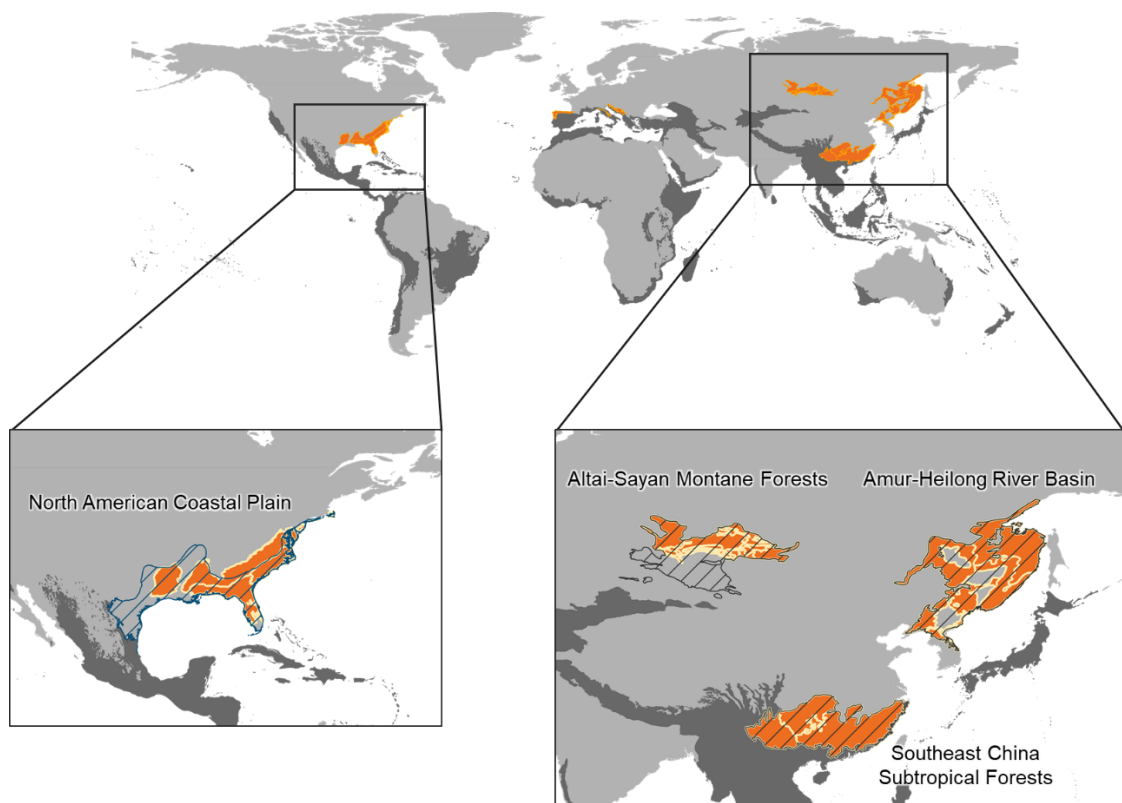 North American Coastal Plain
Altai-Sayan Montane Forests
Amur-Heilong River Basin
Southeast China
Subtropical Forests